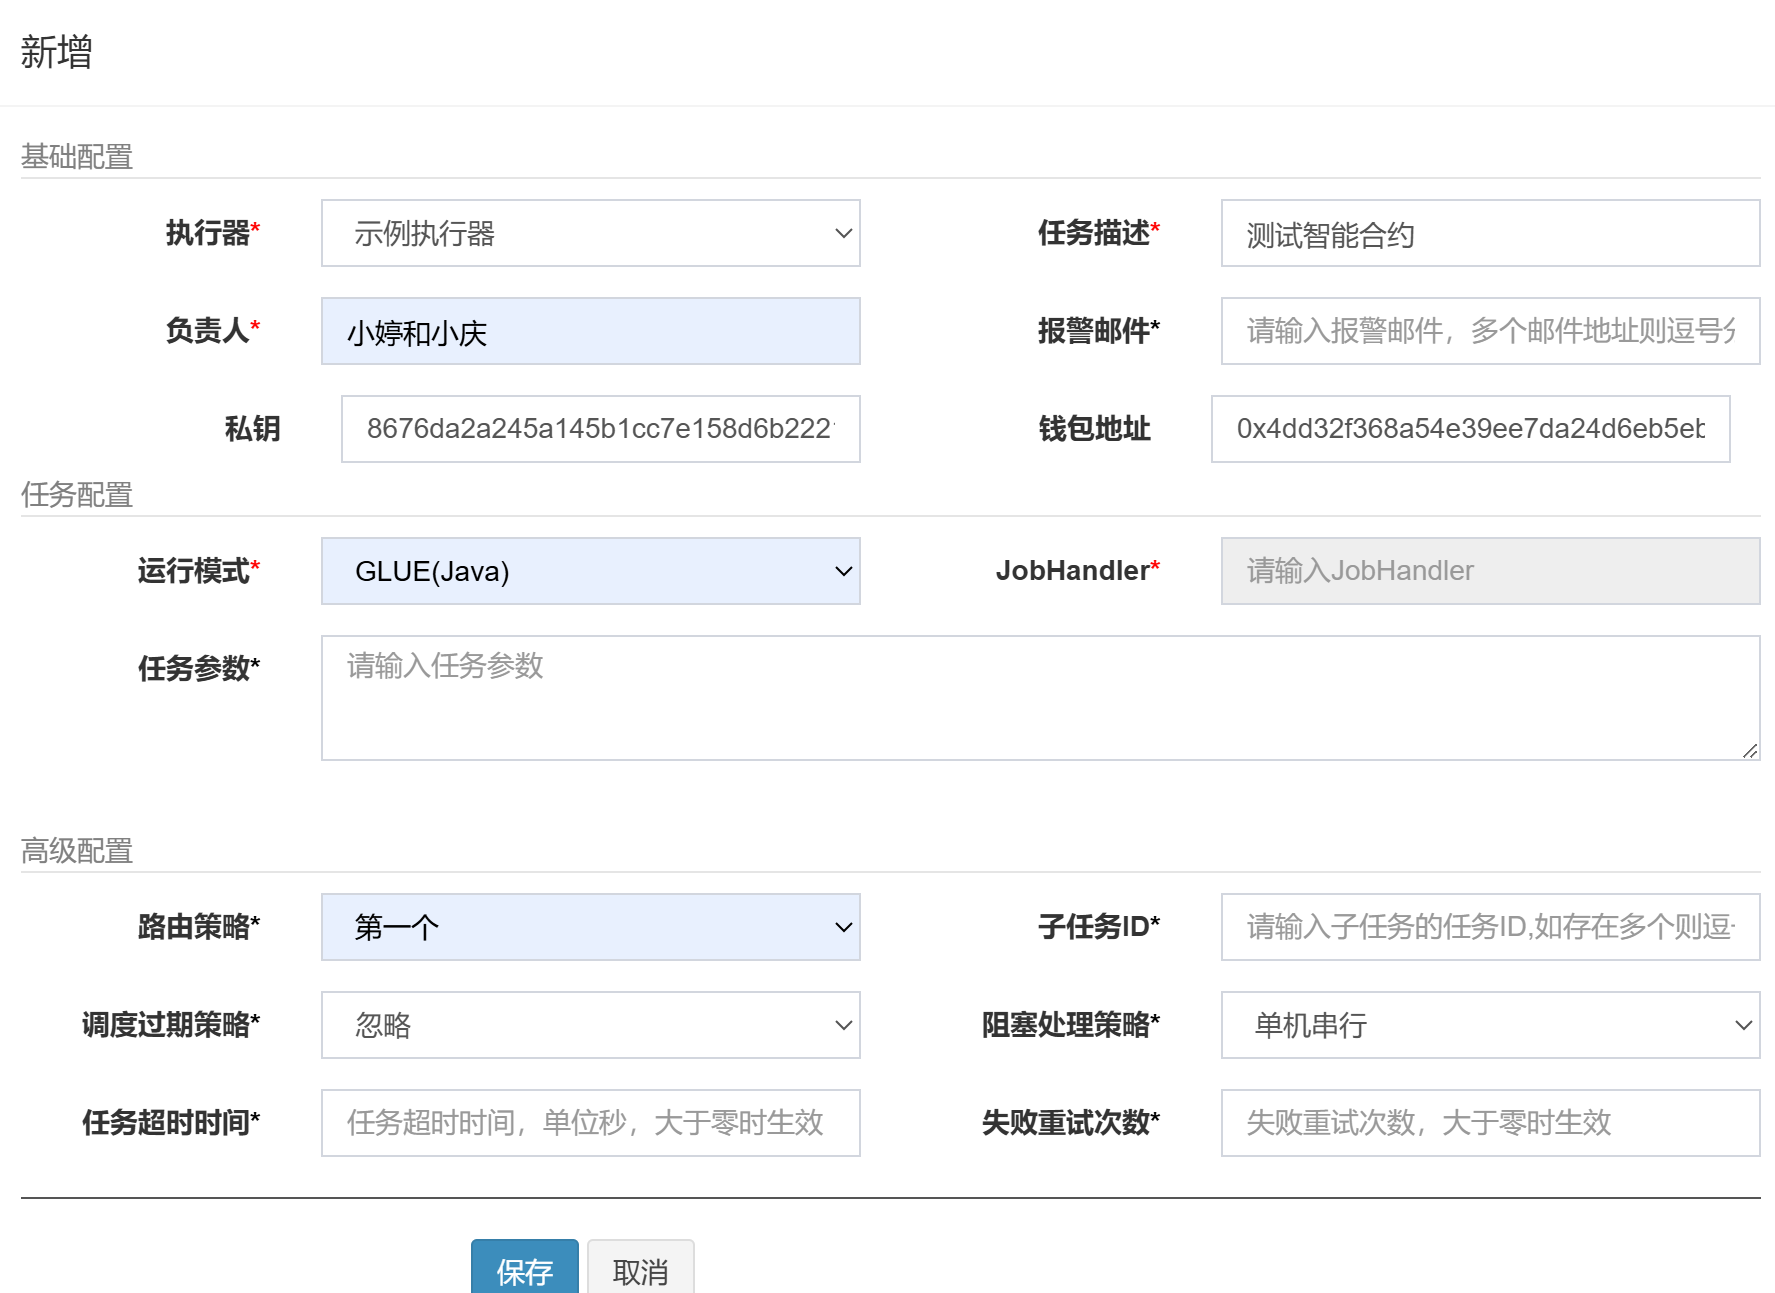 新增
基础配置
执行器* 示例执行器 任务描述* 测试智能合约
负责人* 小婷和小庆 报警邮件* 请输入报警邮件，多个邮件地址则逗号分
私钥 8676da2a245a145b1cc7e158d6b222 钱包地址 0x4dd32f368a54e39ee7da24d6eb5eb
任务配置
运行模式* GLUE(Java) JobHandler* 请输入JobHandler
任务参数* 请输入任务参数
高级配置
路由策略* 第一个 子任务ID* 请输入子任务的任务ID,如存在多个则逗
调度过期策略* 忽略 阻塞处理策略* 单机串行
任务超时时间* 任务超时时间，单位秒，大于零时生效 失败重试次数* 失败重试次数，大于零时生效
保存 取消